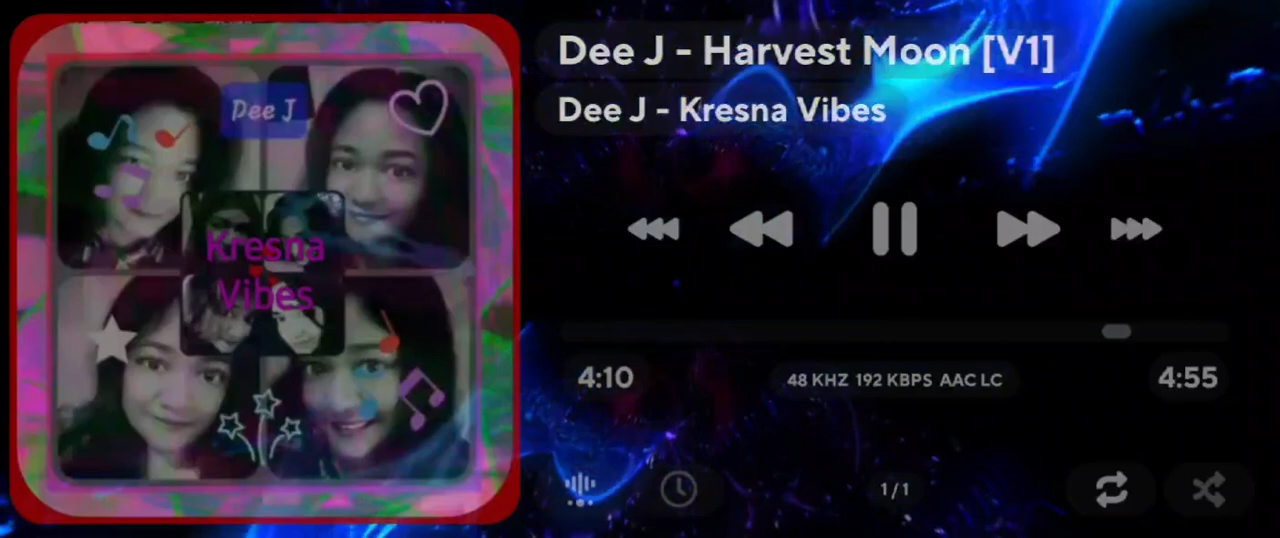 Dee J
Kresna
Vibes
Dee J - Harvest Moon [V1]
Dee J - Kresna Vibes
4:10
48 KHZ 192 KBPS AAC LC
4:55
1/1